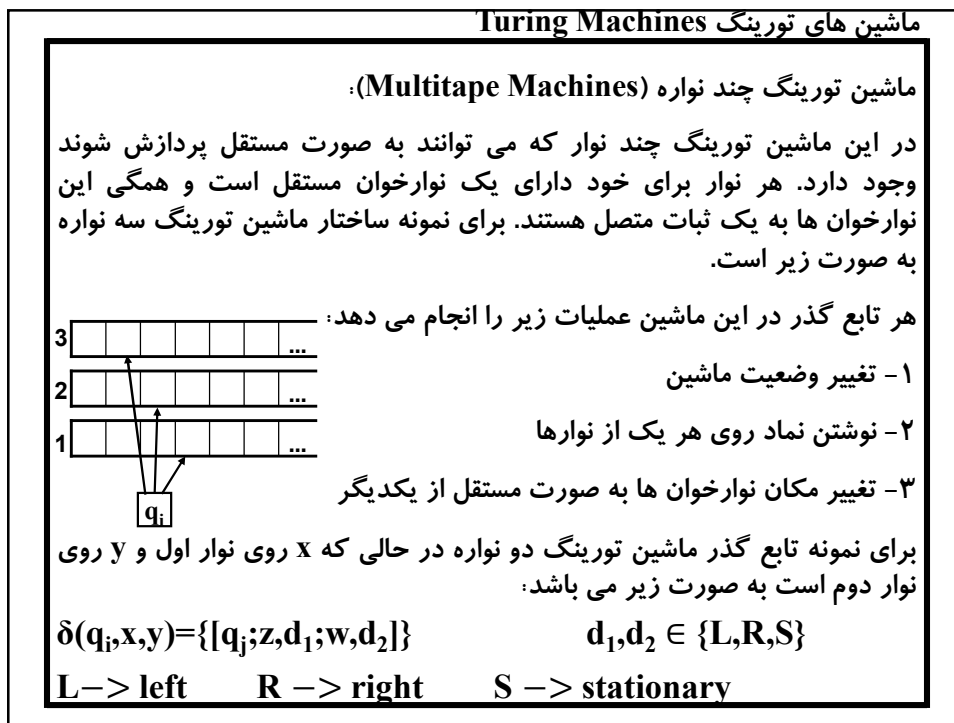 ماشین های تورینگ Turing Machines
ماشین تورینگ چند نواره (Multitape Machines):
در این ماشین تورینگ چند نوار که می توانند به صورت مستقل پردازش شوند
وجود دارد. هر نوار برای خود دارای یک نوارخوان مستقل است و همگی این
نوارخوان ها به یک ثبات متصل هستند. برای نمونه ساختار ماشین تورینگ سه نواره
به صورت زیر است.
هر تابع گذر در این ماشین عملیات زیر را انجام می دهد:
۱- تغییر وضعیت ماشین
۲- نوشتن نماد روی هر یک از نوارها
۳- تغییر مکان نوارخوان ها به صورت مستقل از یکدیگر
3 ...
2 ...
1 ...
qᵢ
برای نمونه تابع گذر ماشین تورینگ دو نواره در حالی که x روی نوار اول و y روی
نوار دوم است به صورت زیر می باشد:
δ(qᵢ,x,y)={[qⱼ;z,d₁;w,d₂]} d₁,d₂ ∈ {L,R,S}
L−> left R −> right S −> stationary